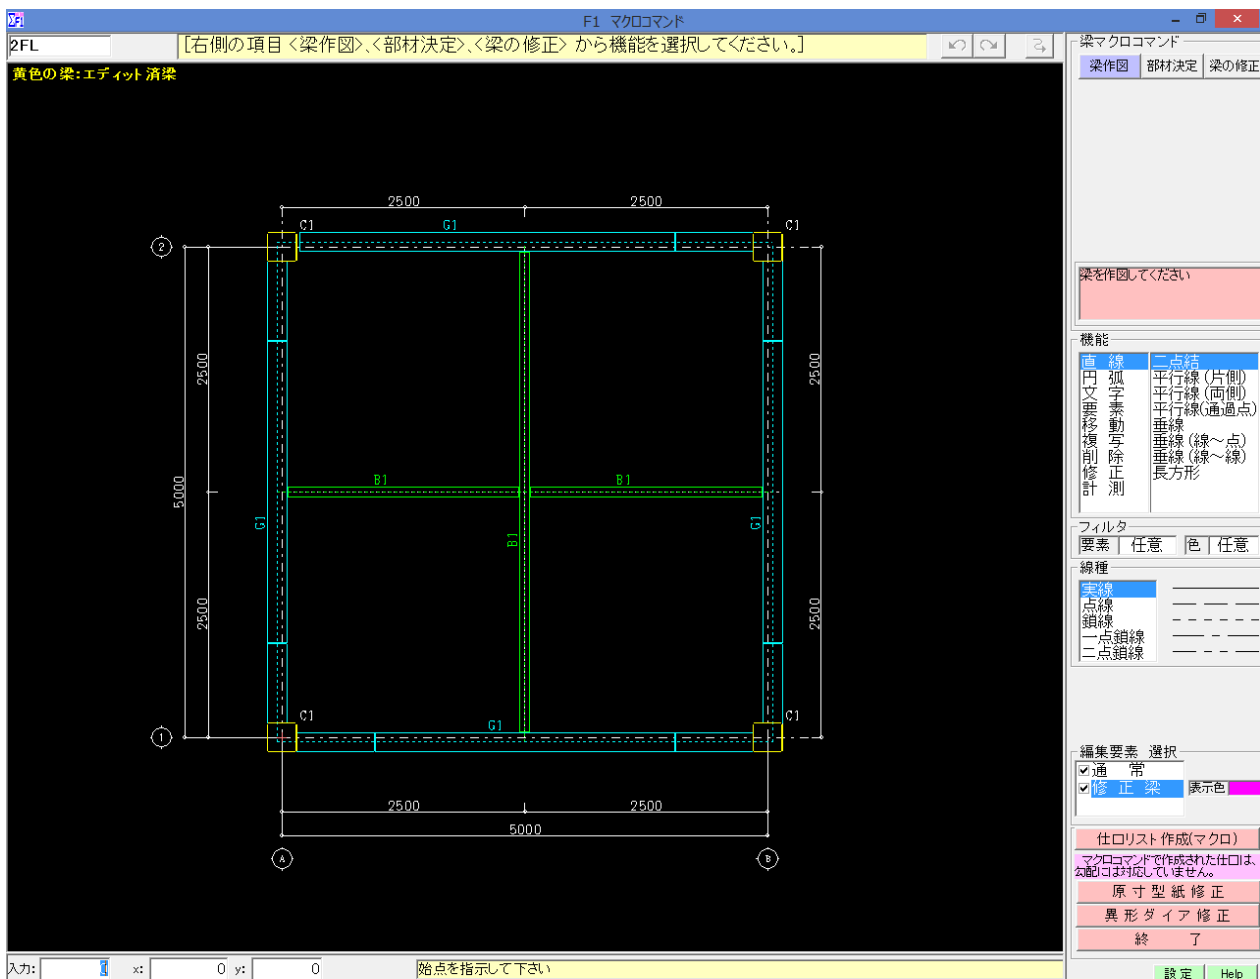 ΣF1
F1 マクロコマンド
2FL
[右側の項目 <梁作図>、<部材決定>、<梁の修正> から機能を選択してください。]
黄色の梁:エディット済梁
2500 2500
C1 G1 C1
2
2500 2500
5000
B1 B1
G1 G1
B1
2500 2500
C1 G1 C1
1
2500 2500
5000
A B
梁マクロコマンド
梁作図 部材決定 梁の修正
梁を作図してください
機能
直 線 二点結
円 弧 平行線 (片側)
文 字 平行線 (両側)
要 素 平行線(通過点)
移 動 垂線
複 写 垂線 (線~点)
削 除 垂線 (線~線)
修 正 長方形
計 測
フィルタ
要素 任意 色 任意
線種
実線
点線
鎖線
一点鎖線
二点鎖線
編集要素 選択
通 常
修 正 梁 表示色
仕口リスト作成(マクロ)
マクロコマンドで作成された仕口は、
勾配には対応していません。
原 寸 型 紙 修 正
異 形 ダ イ ア 修 正
終 了
入力: x: 0 y: 0 始点を指示して下さい
設 定 Help